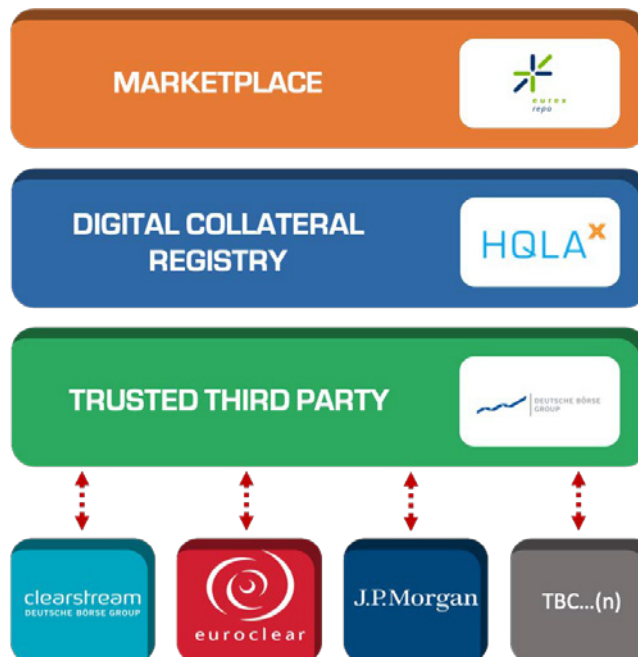 MARKETPLACE
eurex
repo
DIGITAL COLLATERAL
REGISTRY
HQLAX
TRUSTED THIRD PARTY
DEUTSCHE BÖRSE
GROUP
clearstream
DEUTSCHE BÖRSE GROUP
euroclear
J.P.Morgan
TBC...(n)